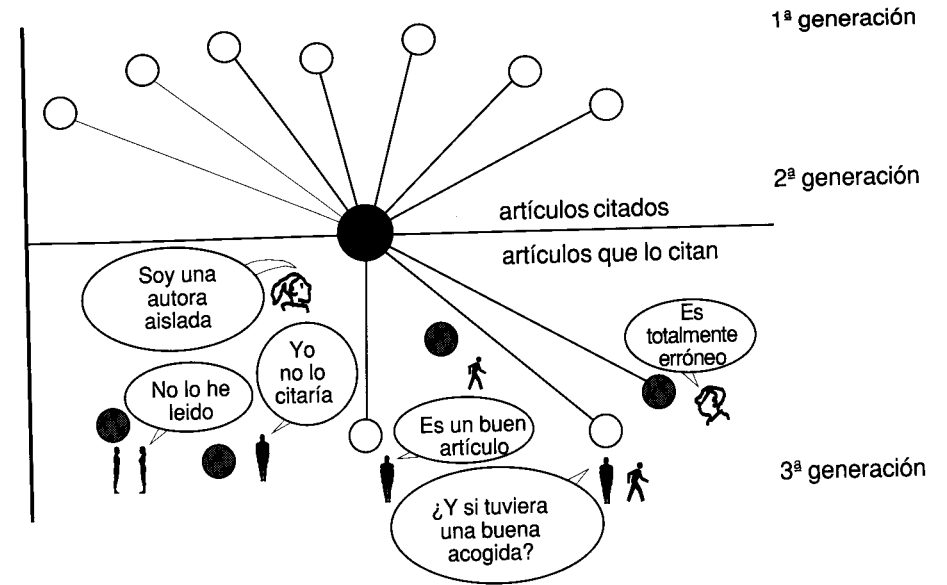 1ª generación
2ª generación
artículos citados
artículos que lo citan
Soy una
autora
aislada
Yo
no lo
citaría
No lo he
leido
Es un buen
artículo
¿Y si tuviera
una buena
acogida?
Es
totalmente
erróneo
3ª generación